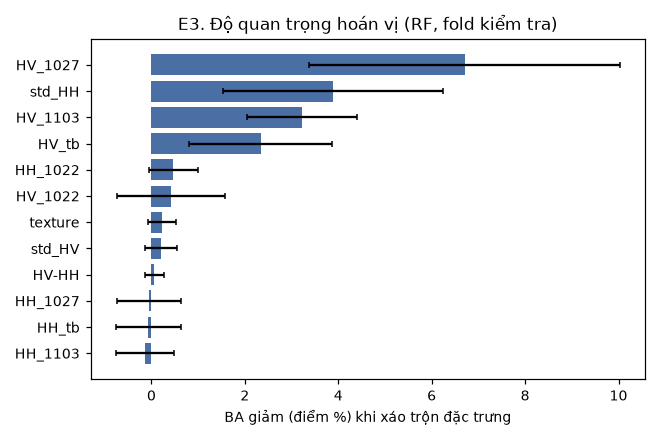 E3. Độ quan trọng hoán vị (RF, fold kiểm tra)
HV_1027
std_HH
HV_1103
HV_tb
HH_1022
HV_1022
texture
std_HV
HV-HH
HH_1027
HH_tb
HH_1103
0 2 4 6 8 10
BA giảm (điểm %) khi xáo trộn đặc trưng